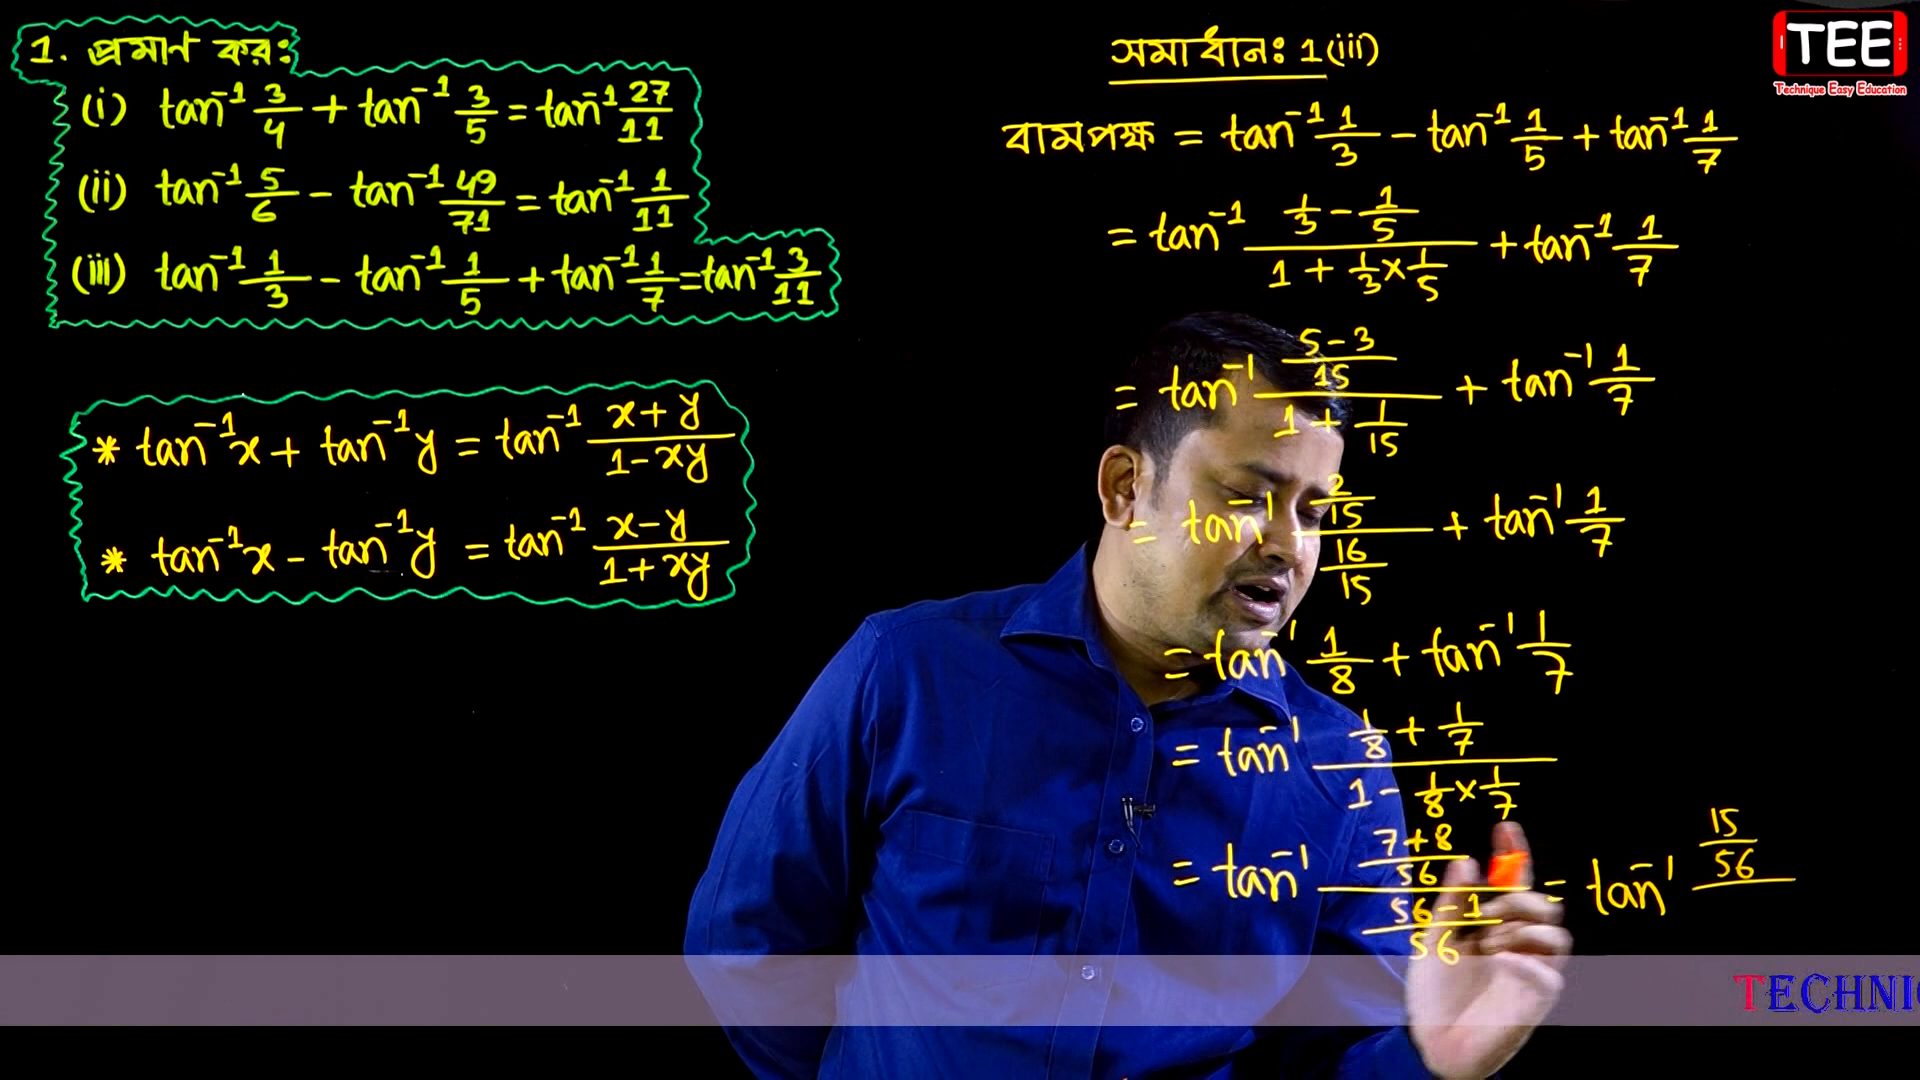 1. প্রমাণ কর:
(i) tan⁻¹ 3/4 + tan⁻¹ 3/5 = tan⁻¹ 27/11
(ii) tan⁻¹ 5/6 − tan⁻¹ 49/71 = tan⁻¹ 1/11
(iii) tan⁻¹ 1/3 − tan⁻¹ 1/5 + tan⁻¹ 1/7 = tan⁻¹ 3/11
* tan⁻¹x + tan⁻¹y = tan⁻¹ (x+y)/(1−xy)
* tan⁻¹x − tan⁻¹y = tan⁻¹ (x−y)/(1+xy)
সমাধান: 1(iii)
বামপক্ষ = tan⁻¹ 1/3 − tan⁻¹ 1/5 + tan⁻¹ 1/7
= tan⁻¹ (1/3 − 1/5)/(1 + 1/3 × 1/5) + tan⁻¹ 1/7
= tan⁻¹ ((5−3)/15)/(1 + 1/15) + tan⁻¹ 1/7
= tan⁻¹ (2/15)/(16/15) + tan⁻¹ 1/7
= tan⁻¹ 1/8 + tan⁻¹ 1/7
= tan⁻¹ (1/8 + 1/7)/(1 − 1/8 × 1/7)
= tan⁻¹ ((7+8)/56)/((56−1)/56) = tan⁻¹ (15/56)/
TEE
Technique Easy Education